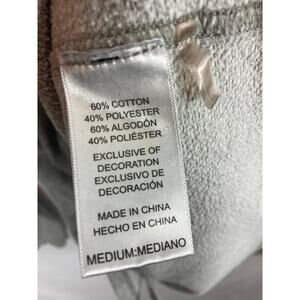 60% COTTON
40% POLYESTER
60% ALGODÓN
40% POLIÉSTER
EXCLUSIVE OF
DECORATION
EXCLUSIVO DE
DECORACIÓN
MADE IN CHINA
HECHO EN CHINA
MEDIUM:MEDIANO